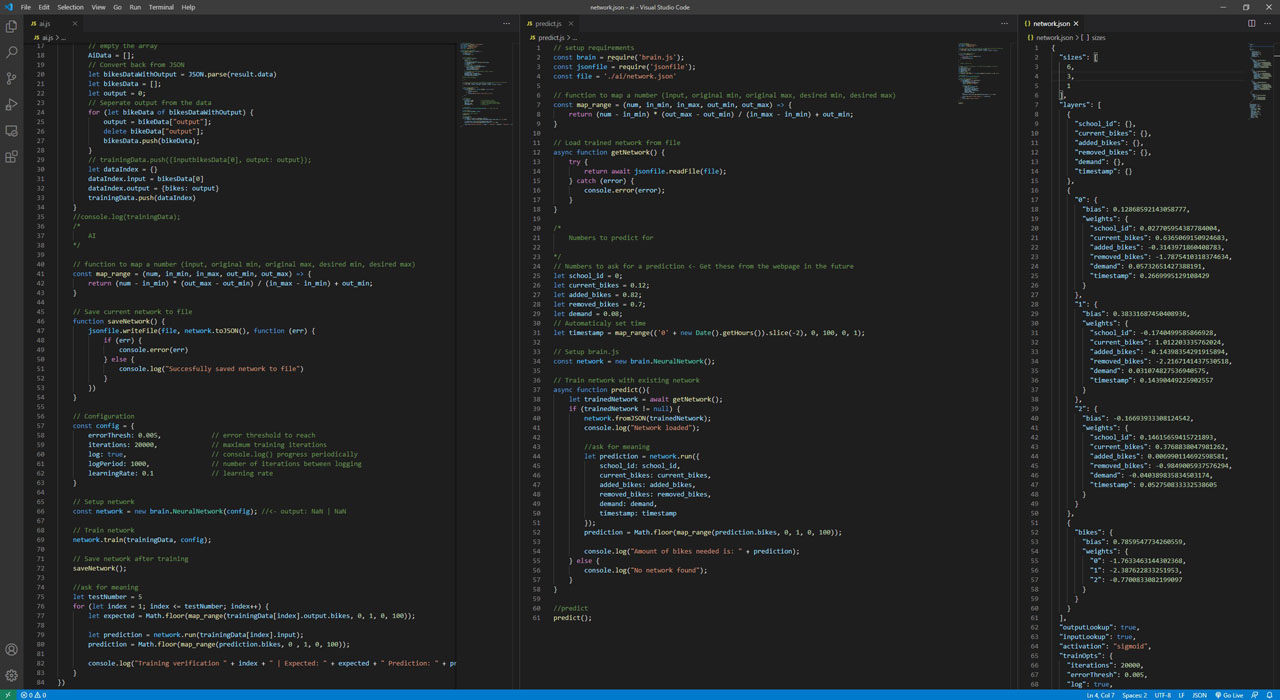 File Edit Selection View Go Run Terminal Help
network.json - ai - Visual Studio Code
JS ai.js ×
JS ai.js > ...
17 // empty the array
18 AiData = [];
19 // Convert back from JSON
20 let bikesDataWithOutput = JSON.parse(result.data)
21 let bikesData = [];
22 let output = 0;
23 // Seperate output from the data
24 for (let bikeData of bikesDataWithOutput) {
25 output = bikeData["output"];
26 delete bikeData["output"];
27 bikesData.push(bikeData);
28 }
29 // trainingData.push({inputbikesData[0], output: output});
30 let dataIndex = {}
31 dataIndex.input = bikesData[0]
32 dataIndex.output = {bikes: output}
33 trainingData.push(dataIndex)
34 }
35 //console.log(trainingData);
36 /*
37 AI
38 */
39
40 // function to map a number (input, original min, original max, desired min, desired max)
41 const map_range = (num, in_min, in_max, out_min, out_max) => {
42 return (num - in_min) * (out_max - out_min) / (in_max - in_min) + out_min;
43 }
44
45 // Save current network to file
46 function saveNetwork() {
47 jsonfile.writeFile(file, network.toJSON(), function (err) {
48 if (err) {
49 console.error(err)
50 } else {
51 console.log("Succesfully saved network to file")
52 }
53 })
54 }
55
56 // Configuration
57 const config = {
58 errorThresh: 0.005, // error threshold to reach
59 iterations: 20000, // maximum training iterations
60 log: true, // console.log() progress periodically
61 logPeriod: 1000, // number of iterations between logging
62 learningRate: 0.1 // learning rate
63 }
64
65 // Setup network
66 const network = new brain.NeuralNetwork(config); //<- output: NaN | NaN
67
68 // Train network
69 network.train(trainingData, config);
70
71 // Save network after training
72 saveNetwork();
73
74 //ask for meaning
75 let testNumber = 5
76 for (let index = 1; index <= testNumber; index++) {
77 let expected = Math.floor(map_range(trainingData[index].output.bikes, 0, 1, 0, 100));
78
79 let prediction = network.run(trainingData[index].input);
80 prediction = Math.floor(map_range(prediction.bikes, 0 , 1, 0, 100));
81
82 console.log("Training verification " + index + " | Expected: " + expected + " Prediction: " + pr
83 }
84 })
JS predict.js ×
JS predict.js > ...
1 // setup requirements
2 const brain = require('brain.js');
3 const jsonfile = require('jsonfile');
4 const file = './ai/network.json'
5
6 // function to map a number (input, original min, original max, desired min, desired max)
7 const map_range = (num, in_min, in_max, out_min, out_max) => {
8 return (num - in_min) * (out_max - out_min) / (in_max - in_min) + out_min;
9 }
10
11 // Load trained network from file
12 async function getNetwork() {
13 try {
14 return await jsonfile.readFile(file);
15 } catch (error) {
16 console.error(error);
17 }
18 }
19
20 /*
21 Numbers to predict for
22
23 */
24 // Numbers to ask for a prediction <- Get these from the webpage in the future
25 let school_id = 0;
26 let current_bikes = 0.12;
27 let added_bikes = 0.82;
28 let removed_bikes = 0.7;
29 let demand = 0.08;
30 // Automaticaly set time
31 let timestamp = map_range(('0' + new Date().getHours()).slice(-2), 0, 100, 0, 1);
32
33 // Setup brain.js
34 const network = new brain.NeuralNetwork();
35
36 // Train network with existing network
37 async function predict(){
38 let trainedNetwork = await getNetwork();
39 if (trainedNetwork != null) {
40 network.fromJSON(trainedNetwork);
41 console.log("Network loaded");
42
43 //ask for meaning
44 let prediction = network.run({
45 school_id: school_id,
46 current_bikes: current_bikes,
47 added_bikes: added_bikes,
48 removed_bikes: removed_bikes,
49 demand: demand,
50 timestamp: timestamp
51 });
52 prediction = Math.floor(map_range(prediction.bikes, 0, 1, 0, 100));
53
54 console.log("Amount of bikes needed is: " + prediction);
55 } else {
56 console.log("No network found");
57 }
58 }
59
60 //predict
61 predict();
{} network.json ×
{} network.json > [ ] sizes
1 {
2 "sizes": [
3 6,
4 3,
5 1
6 ],
7 "layers": [
8 {
9 "school_id": {},
10 "current_bikes": {},
11 "added_bikes": {},
12 "removed_bikes": {},
13 "demand": {},
14 "timestamp": {}
15 },
16 {
17 "0": {
18 "bias": 0.12868592143058777,
19 "weights": {
20 "school_id": 0.027705954387784004,
21 "current_bikes": 0.6365069150924683,
22 "added_bikes": -0.3143971860408783,
23 "removed_bikes": -1.7875410318374634,
24 "demand": 0.05732651427388191,
25 "timestamp": 0.2669995129108429
26 }
27 },
28 "1": {
29 "bias": 0.38331687450408936,
30 "weights": {
31 "school_id": -0.1740499585866928,
32 "current_bikes": 1.012203335762024,
33 "added_bikes": -0.14398354291915894,
34 "removed_bikes": -2.2167141437530518,
35 "demand": 0.031074827536940575,
36 "timestamp": 0.14390449225902557
37 }
38 },
39 "2": {
40 "bias": -0.16693933308124542,
41 "weights": {
42 "school_id": 0.14615659415721893,
43 "current_bikes": 0.3768838047981262,
44 "added_bikes": 0.006990114692598581,
45 "removed_bikes": -0.9849005937576294,
46 "demand": -0.040389835834503174,
47 "timestamp": 0.052750833332538605
48 }
49 }
50 },
51 {
52 "bikes": {
53 "bias": 0.7859547734260559,
54 "weights": {
55 "0": -1.7633463144302368,
56 "1": -2.387622833251953,
57 "2": -0.7700833082199097
58 }
59 }
60 }
61 ],
62 "outputLookup": true,
63 "inputLookup": true,
64 "activation": "sigmoid",
65 "trainOpts": {
66 "iterations": 20000,
67 "errorThresh": 0.005,
68 "log": true,
0 0
Ln 4, Col 7 Spaces: 2 UTF-8 LF JSON Go Live